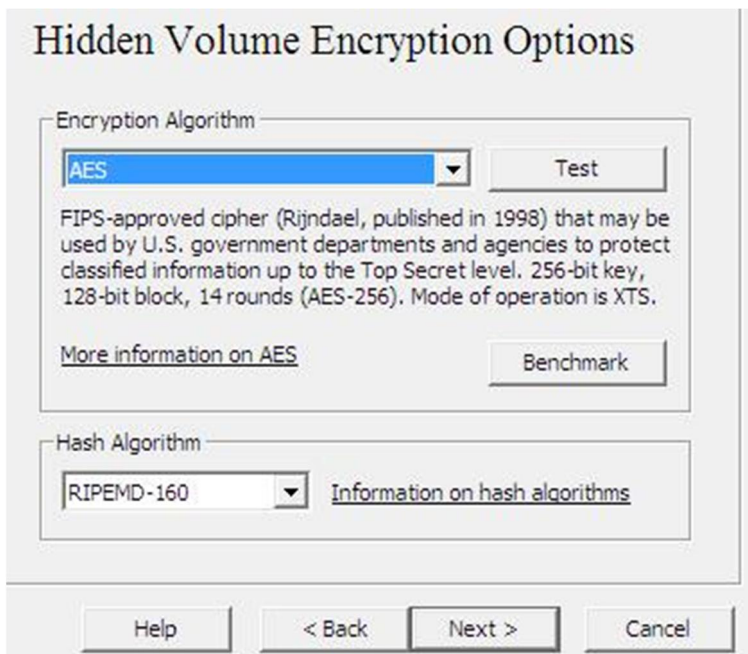 Hidden Volume Encryption Options
Encryption Algorithm
AES
Test
FIPS-approved cipher (Rijndael, published in 1998) that may be
used by U.S. government departments and agencies to protect
classified information up to the Top Secret level. 256-bit key,
128-bit block, 14 rounds (AES-256). Mode of operation is XTS.
More information on AES
Benchmark
Hash Algorithm
RIPEMD-160
Information on hash algorithms
Help
< Back
Next >
Cancel